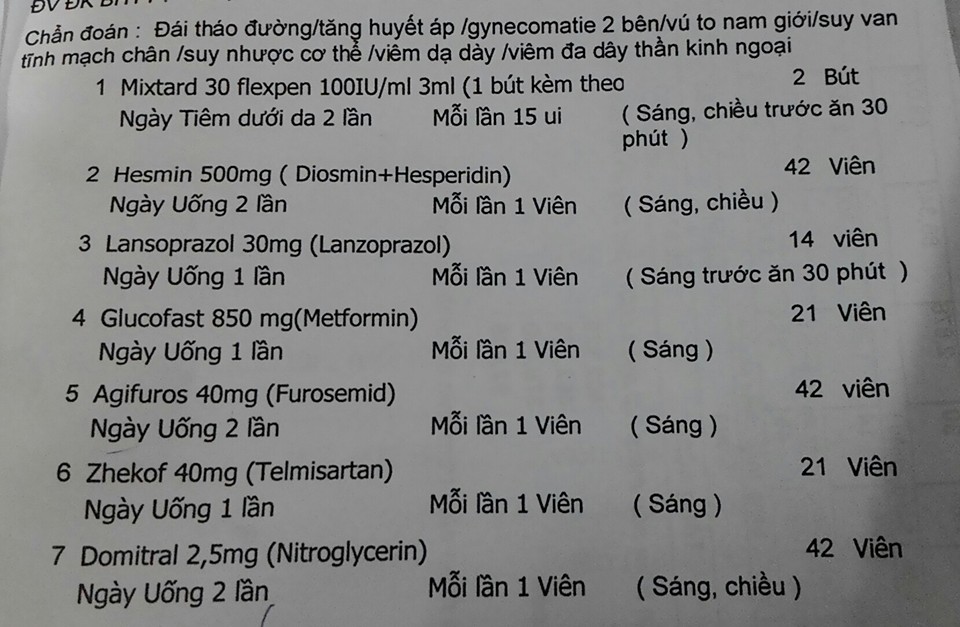 Chẩn đoán : Đái tháo đường/tăng huyết áp /gynecomatie 2 bên/vú to nam giới/suy van
tĩnh mạch chân /suy nhược cơ thể /viêm dạ dày /viêm đa dây thần kinh ngoại
1 Mixtard 30 flexpen 100IU/ml 3ml (1 bút kèm theo 2 Bút
Ngày Tiêm dưới da 2 lần Mỗi lần 15 ui ( Sáng, chiều trước ăn 30
phút )
2 Hesmin 500mg ( Diosmin+Hesperidin) 42 Viên
Ngày Uống 2 lần Mỗi lần 1 Viên ( Sáng, chiều )
3 Lansoprazol 30mg (Lanzoprazol) 14 viên
Ngày Uống 1 lần Mỗi lần 1 Viên ( Sáng trước ăn 30 phút )
4 Glucofast 850 mg(Metformin) 21 Viên
Ngày Uống 1 lần Mỗi lần 1 Viên ( Sáng )
5 Agifuros 40mg (Furosemid) 42 viên
Ngày Uống 2 lần Mỗi lần 1 Viên ( Sáng )
6 Zhekof 40mg (Telmisartan) 21 Viên
Ngày Uống 1 lần Mỗi lần 1 Viên ( Sáng )
7 Domitral 2,5mg (Nitroglycerin) 42 Viên
Ngày Uống 2 lần Mỗi lần 1 Viên ( Sáng, chiều )